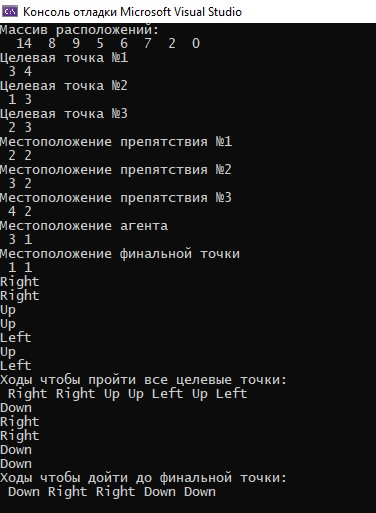 Консоль отладки Microsoft Visual Studio
Массив расположений:
14 8 9 5 6 7 2 0
Целевая точка №1
3 4
Целевая точка №2
1 3
Целевая точка №3
2 3
Местоположение препятствия №1
2 2
Местоположение препятствия №2
3 2
Местоположение препятствия №3
4 2
Местоположение агента
3 1
Местоположение финальной точки
1 1
Right
Right
Up
Up
Left
Up
Left
Ходы чтобы пройти все целевые точки:
Right Right Up Up Left Up Left
Down
Right
Right
Down
Down
Ходы чтобы дойти до финальной точки:
Down Right Right Down Down